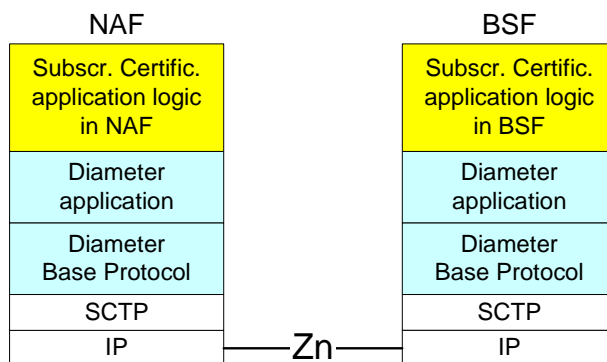 NAF
Subscr. Certific.
application logic
in NAF
Diameter
application
Diameter
Base Protocol
SCTP
IP
Zn
BSF
Subscr. Certific.
application logic
in BSF
Diameter
application
Diameter
Base Protocol
SCTP
IP